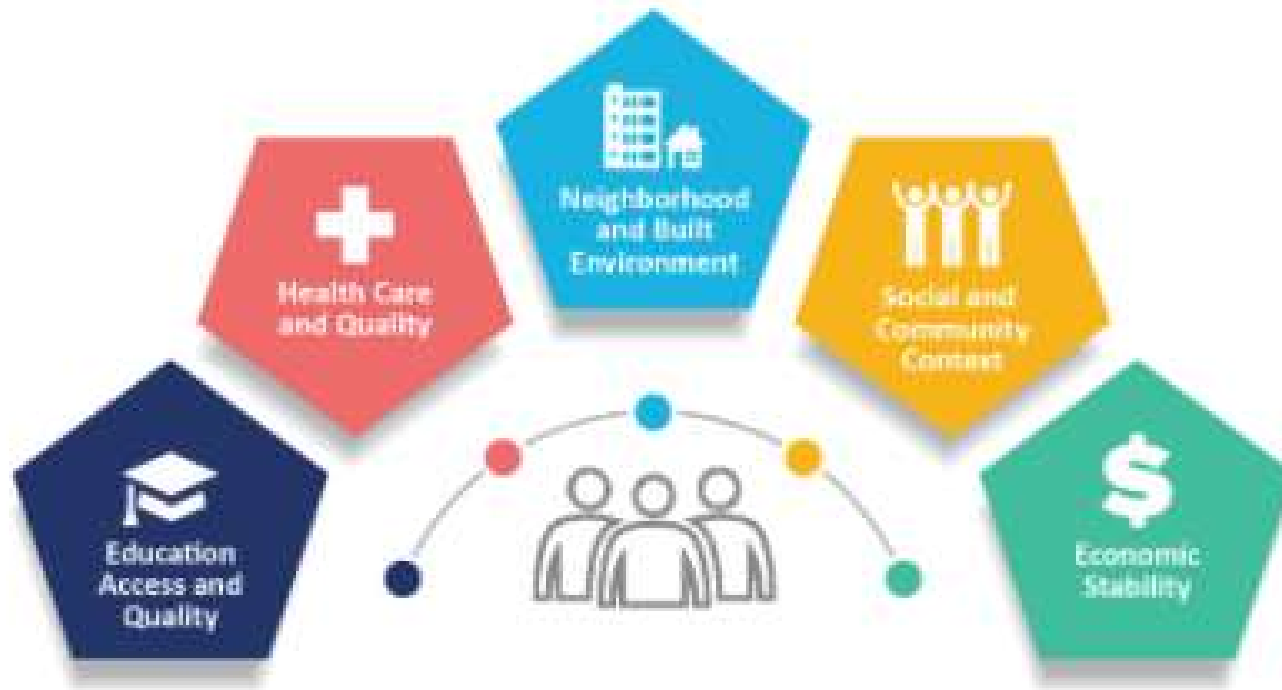 Neighborhood
and Built
Environment
Health Care
and Quality
Social and
Community
Context
Education
Access and
Quality
Economic
Stability